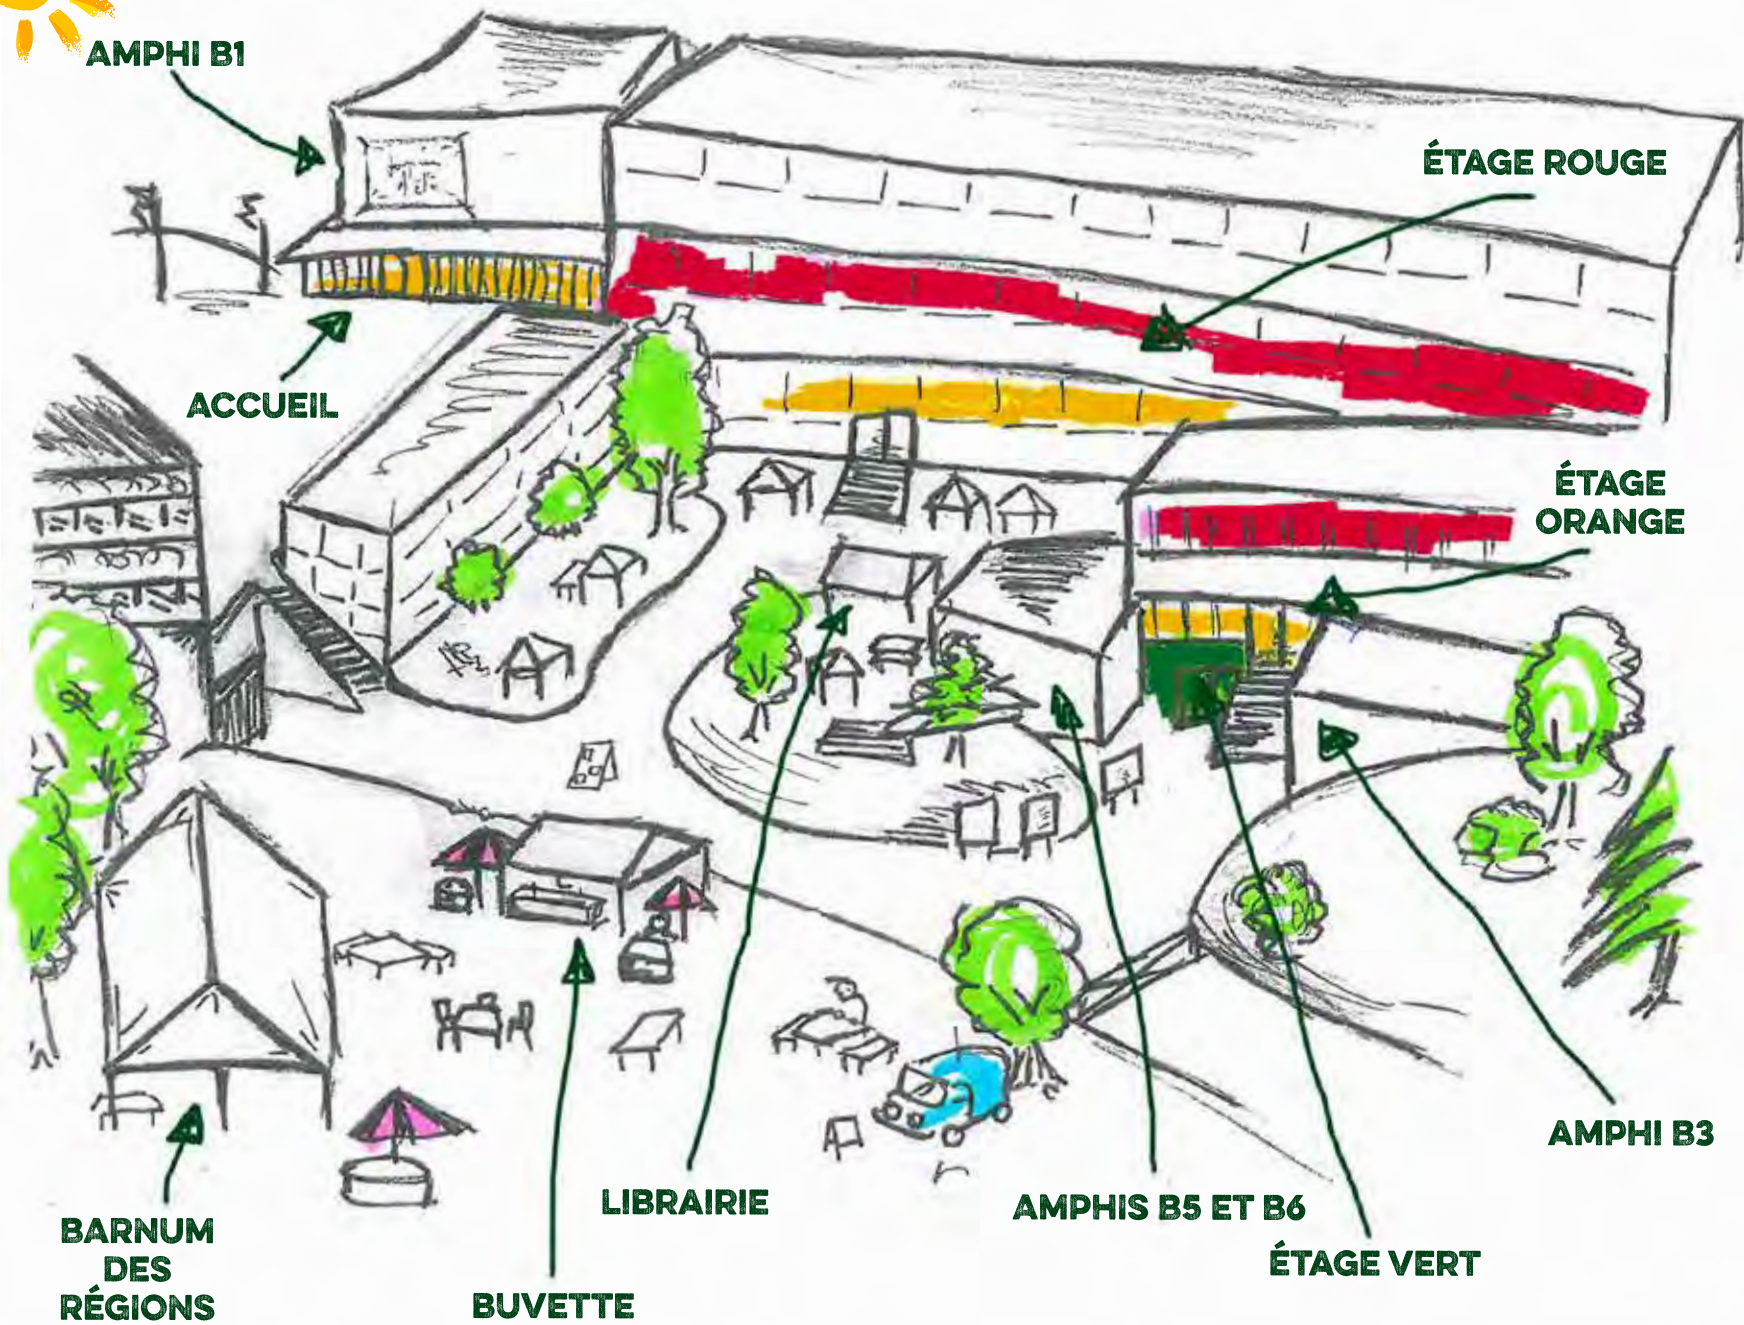 AMPHI B1
ÉTAGE ROUGE
ACCUEIL
ÉTAGE
ORANGE
AMPHI B3
LIBRAIRIE
AMPHIS B5 ET B6
BARNUM
DES
RÉGIONS
ÉTAGE VERT
BUVETTE